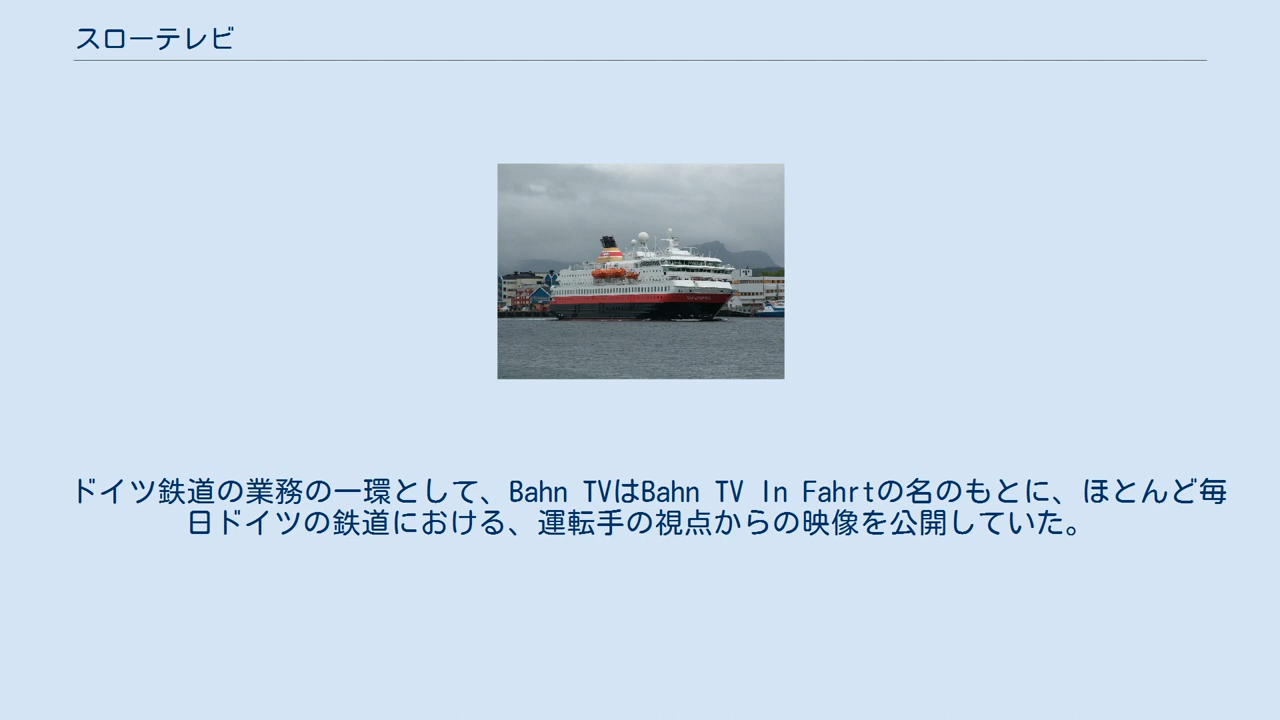 スローテレビ
ドイツ鉄道の業務の一環として、Bahn TVはBahn TV In Fahrtの名のもとに、ほとんど毎
日ドイツの鉄道における、運転手の視点からの映像を公開していた。